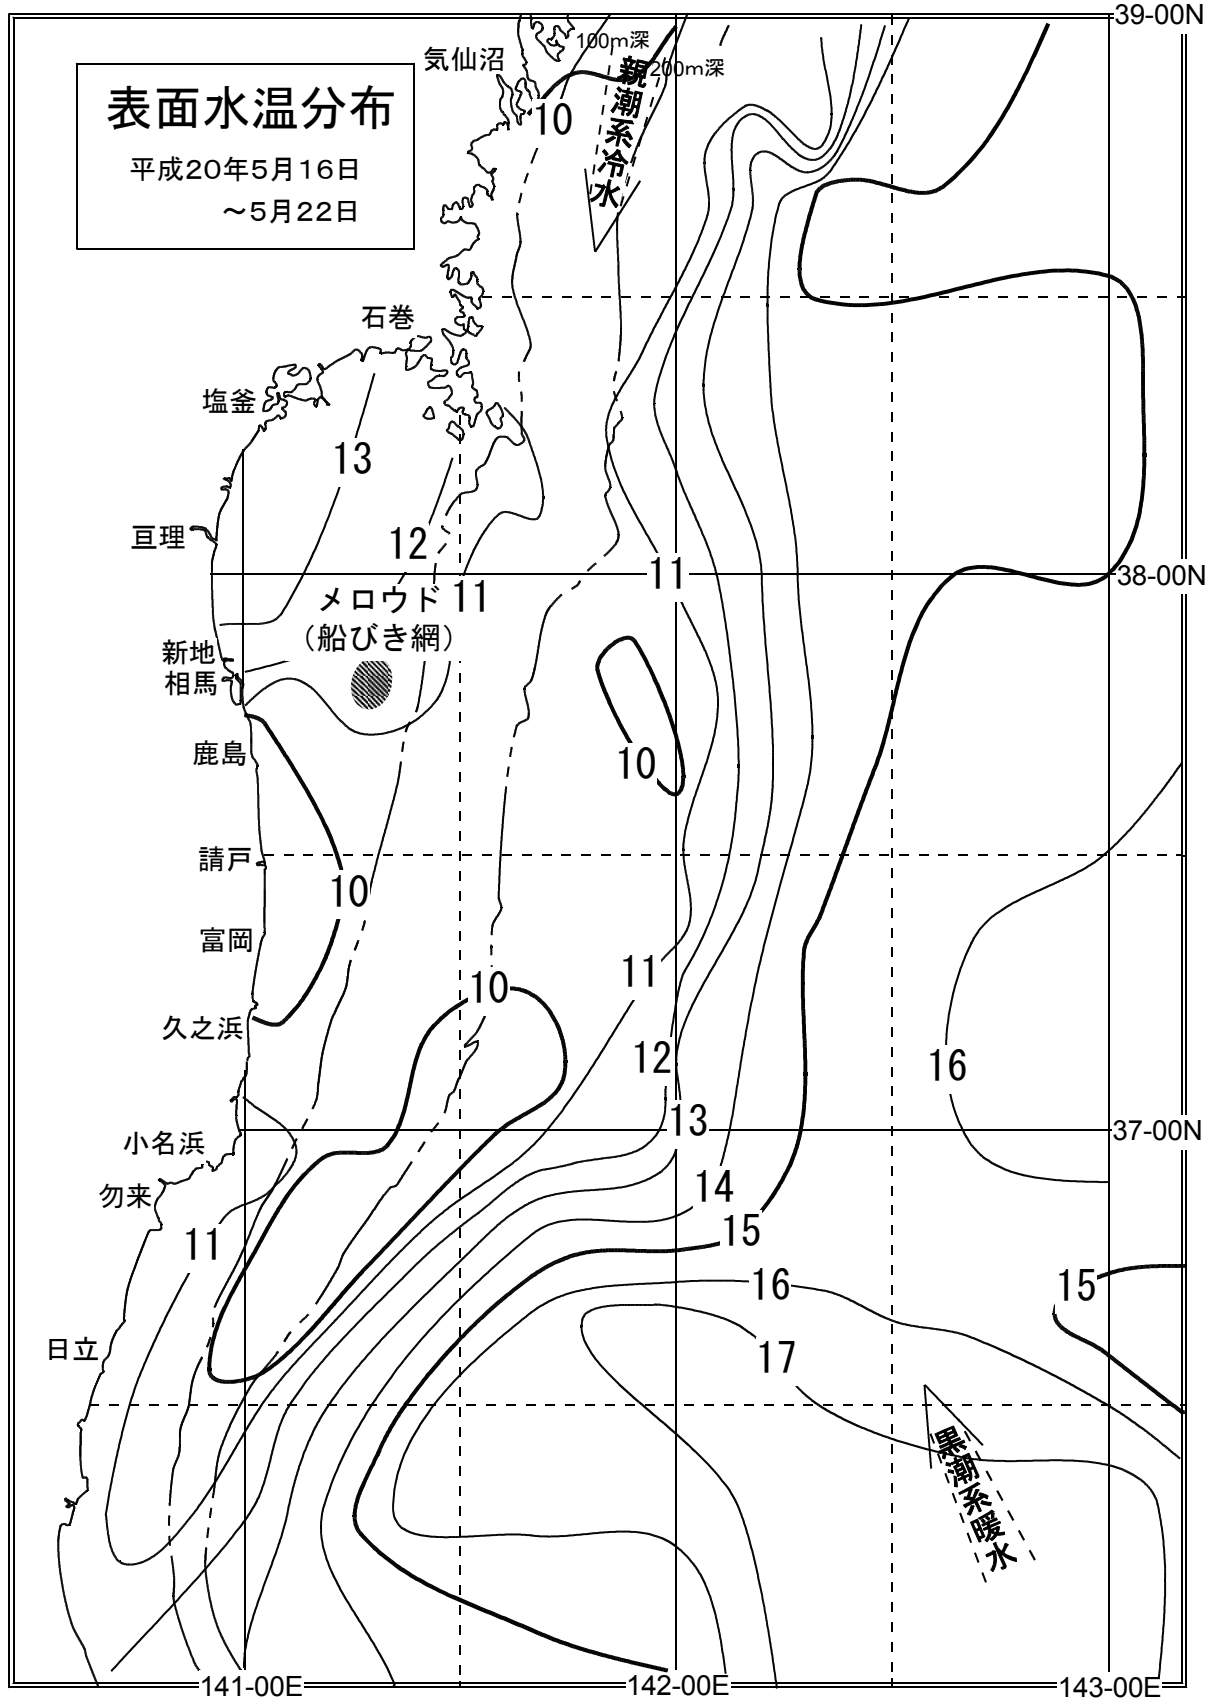 39-00N
100m深
気仙沼
200m深
表面水温分布
10
親潮系冷水
平成20年5月16日
～5月22日
石巻
塩釜
13
亘理
12
11
38-00N
メロウド
11
(船びき網)
新地
相馬
鹿島
10
請戸
10
富岡
11
10
久之浜
12
16
13
37-00N
小名浜
14
勿来
15
11
16
15
日立
17
黒潮系暖水
141-00E
142-00E
143-00E